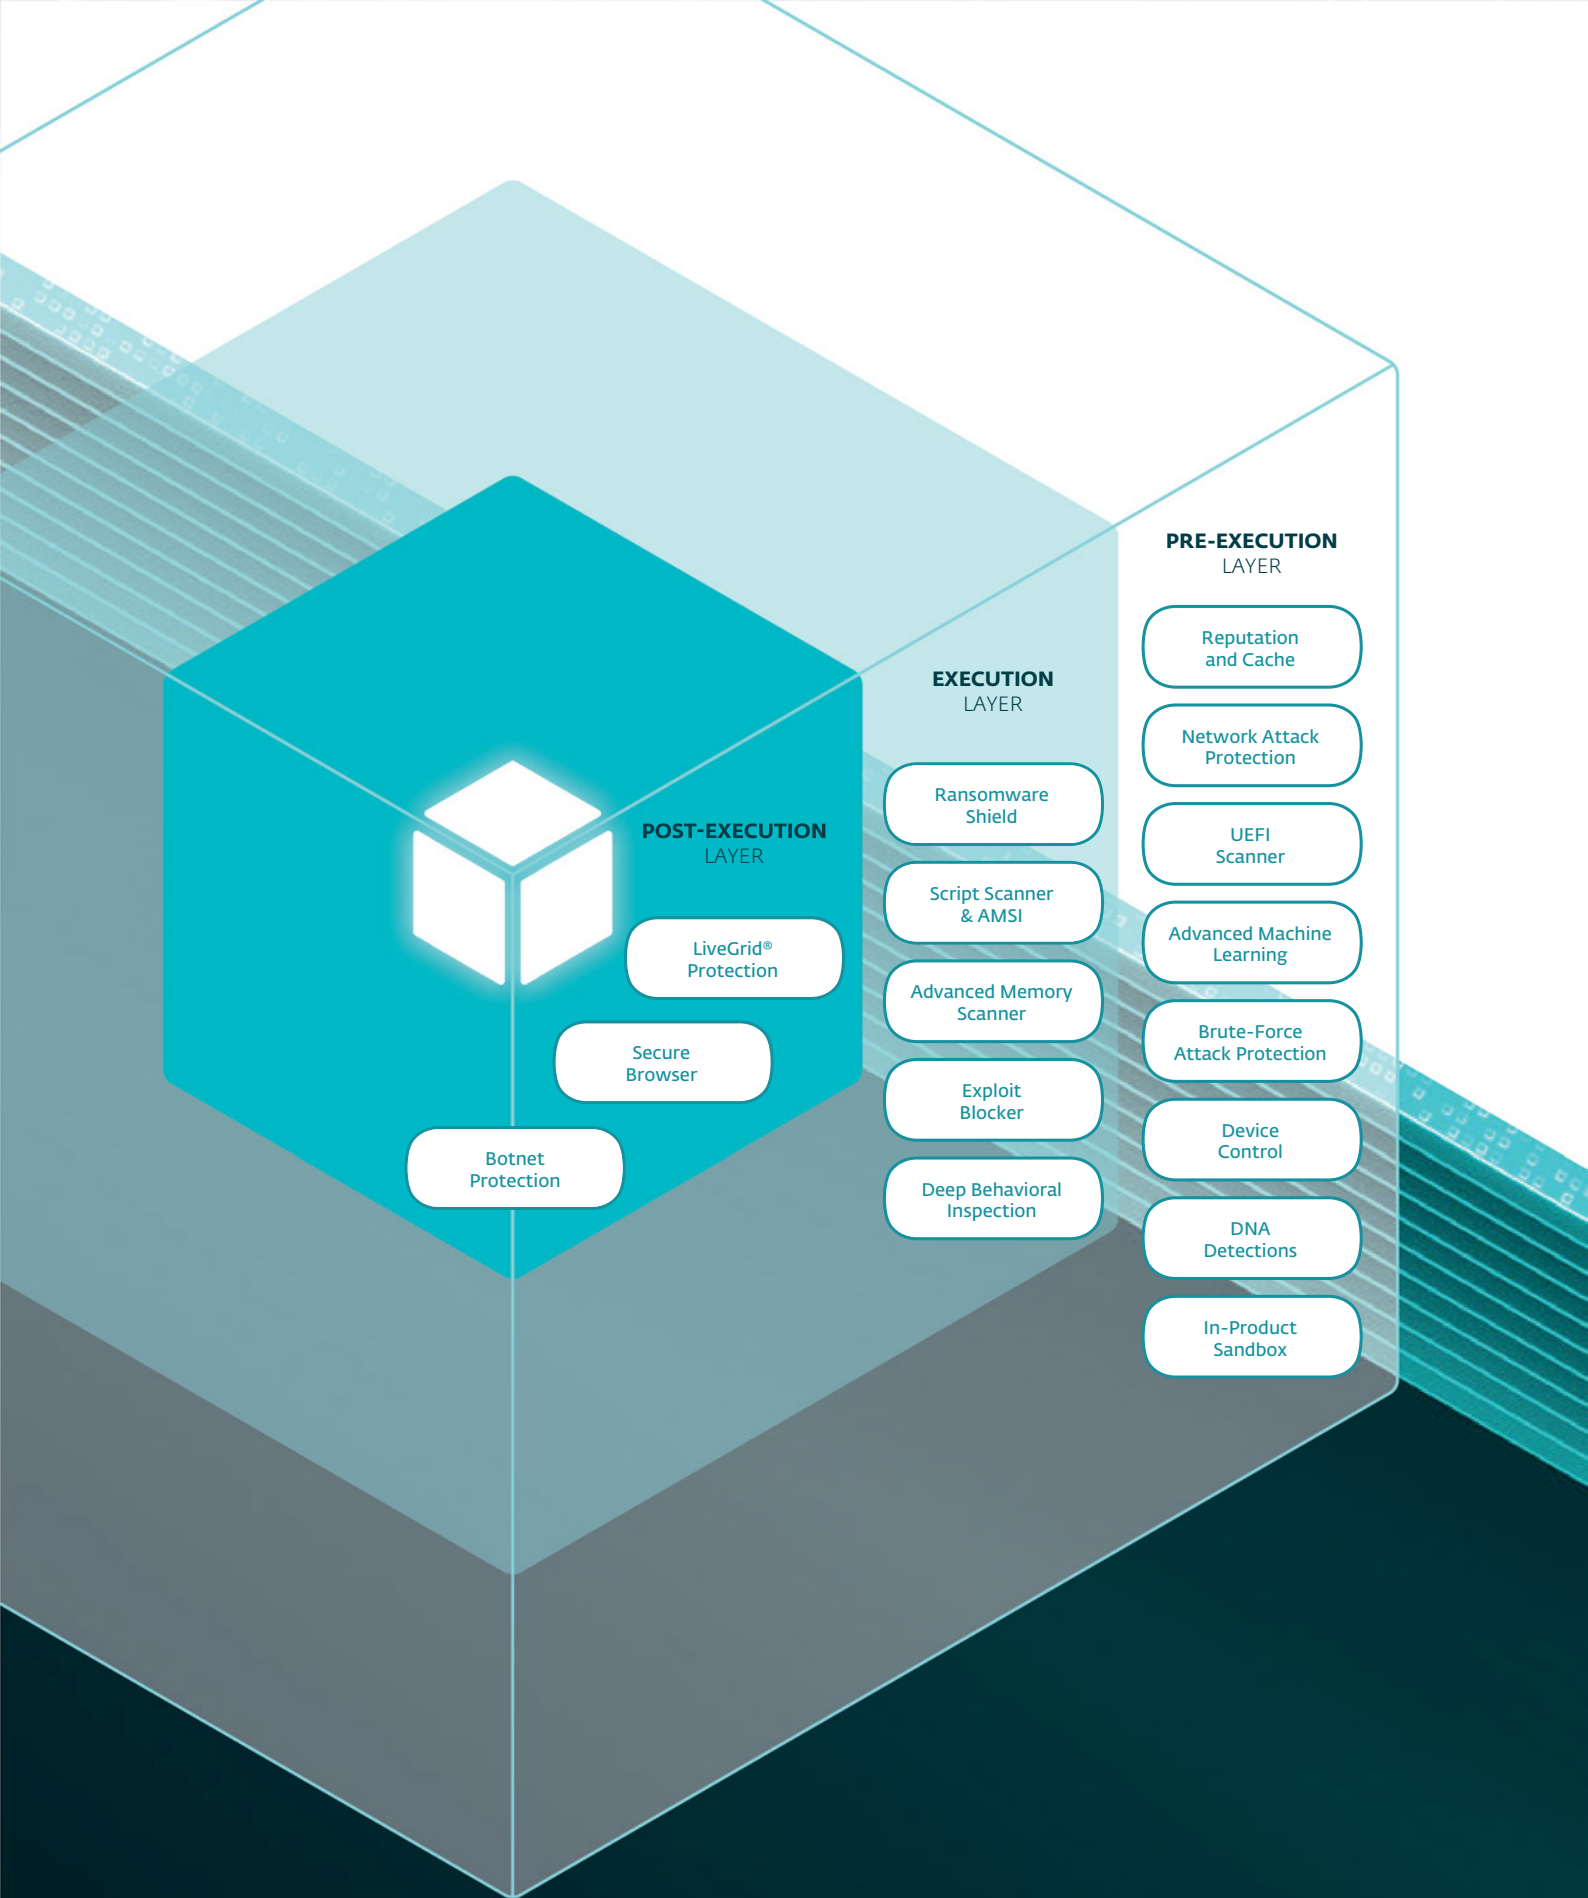 PRE-EXECUTION
LAYER
Reputation
and Cache
Network Attack
Protection
UEFI
Scanner
Advanced Machine
Learning
Brute-Force
Attack Protection
Device
Control
DNA
Detections
In-Product
Sandbox
EXECUTION
LAYER
Ransomware
Shield
Script Scanner
& AMSI
Advanced Memory
Scanner
Exploit
Blocker
Deep Behavioral
Inspection
POST-EXECUTION
LAYER
LiveGrid®
Protection
Secure
Browser
Botnet
Protection